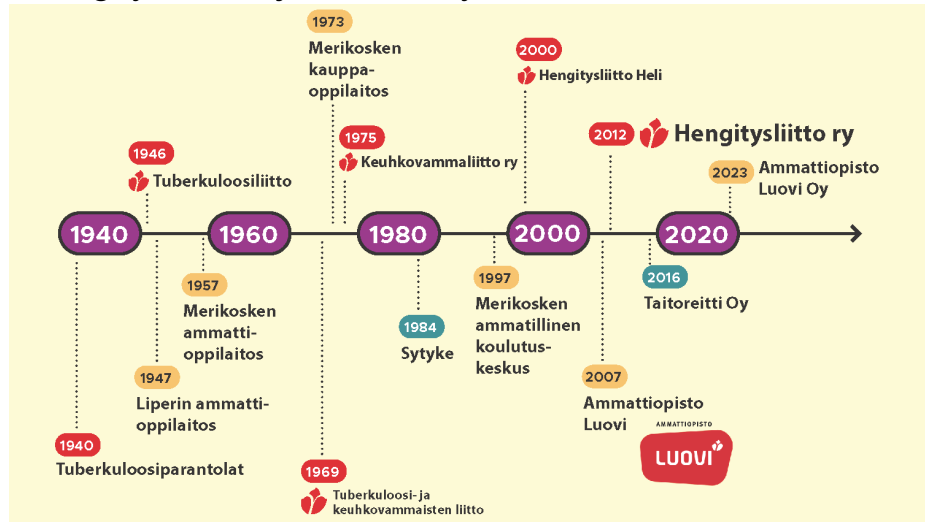 1973
Merikosken
kauppa-
oppilaitos
2000
Hengitysliitto Heli
1946
Tuberkuloosiliitto
1975
Keuhkovammaliitto ry
2012
Hengitysliitto ry
2023
Ammattiopisto
Luovi Oy
1940
1960
1980
2000
2020
1957
Merikosken
ammatti-
oppilaitos
1947
Liperin ammatti-
oppilaitos
1940
Tuberkuloosiparantolat
1969
Tuberkuloosi- ja
keuhkovammaisten liitto
1984
Sytyke
1997
Merikosken
ammatillinen
koulutus-
keskus
2016
Taitoreitti Oy
2007
Ammattiopisto
Luovi
AMMATTIOPISTO
LUOVI